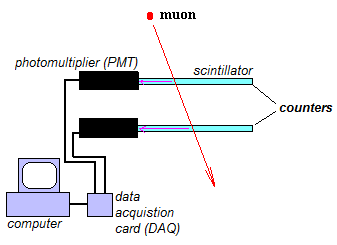 muon
photomultiplier (PMT)
scintillator
counters
data
acquistion
card (DAQ)
computer